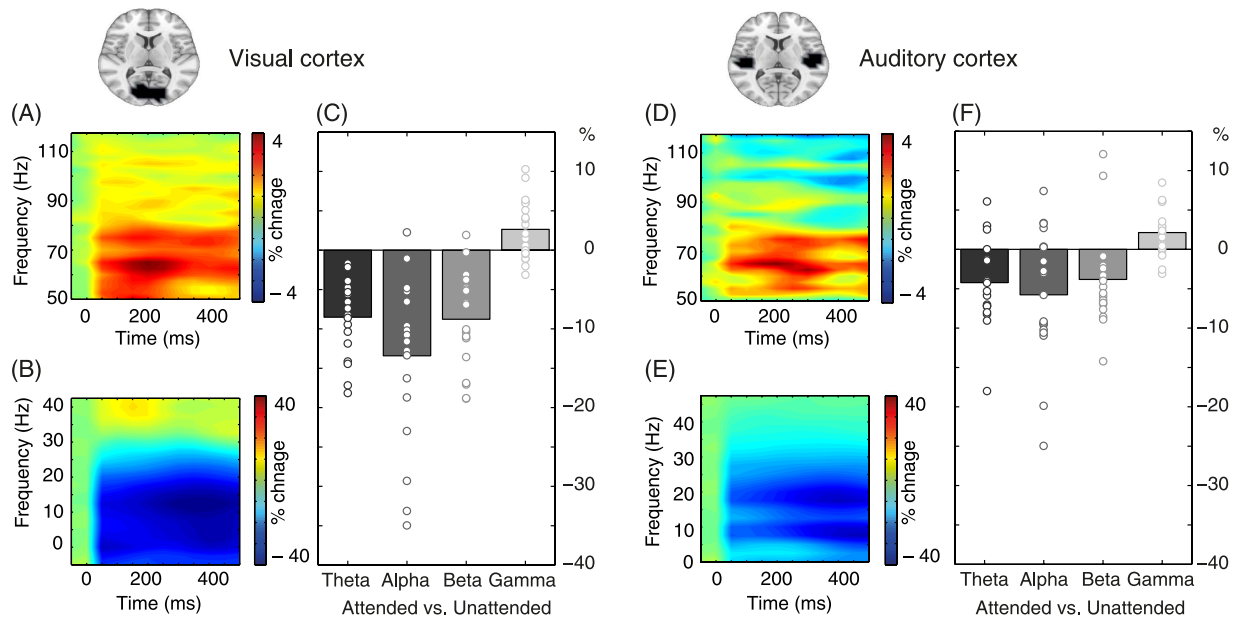 Visual cortex
Auditory cortex
(A)
110
90
70
50
Frequency (Hz)
0 200 400
Time (ms)
4
% chnage
– 4
(B)
40
30
20
10
0
Frequency (Hz)
0 200 400
Time (ms)
40
% chnage
– 40
(C)
%
10
0
–10
–20
–30
–40
Theta Alpha Beta Gamma
Attended vs. Unattended
(D)
110
90
70
50
Frequency (Hz)
0 200 400
Time (ms)
4
% chnage
– 4
(E)
40
30
20
10
0
Frequency (Hz)
0 200 400
Time (ms)
40
% chnage
– 40
(F)
%
10
0
–10
–20
–30
–40
Theta Alpha Beta Gamma
Attended vs. Unattended